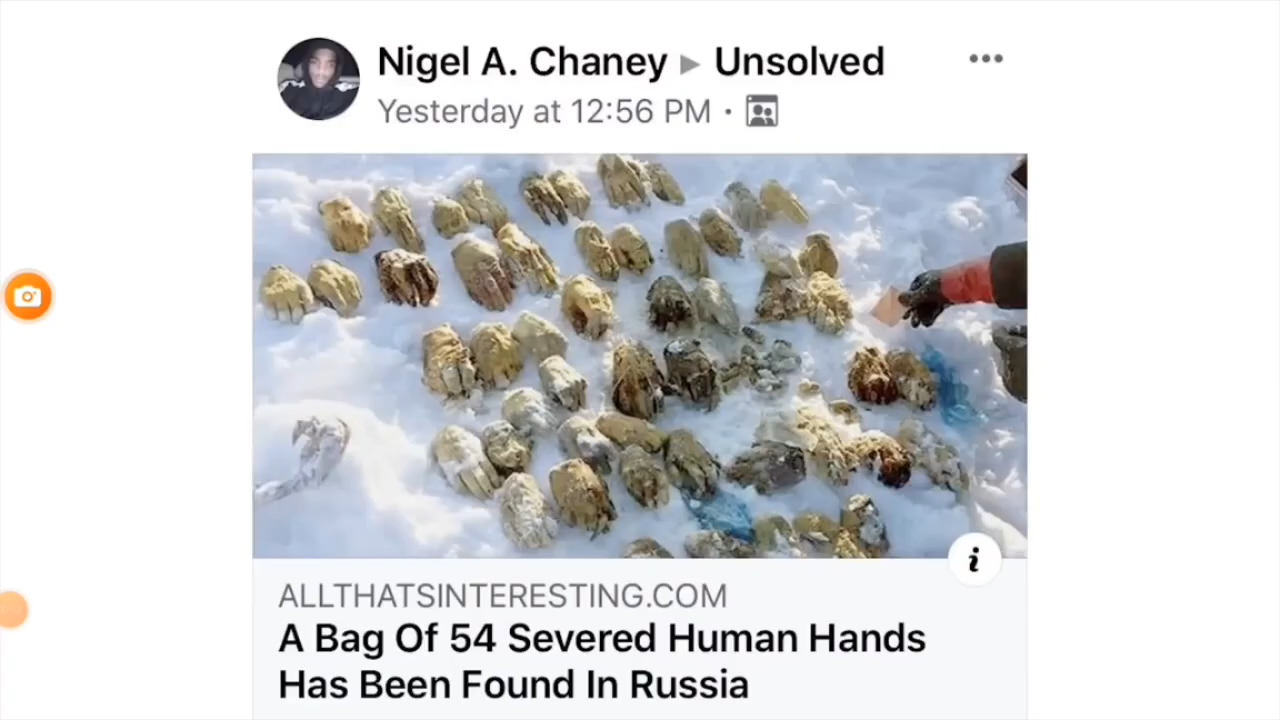 Nigel A. Chaney ▸ Unsolved
Yesterday at 12:56 PM ·
ALLTHATSINTERESTING.COM
A Bag Of 54 Severed Human Hands
Has Been Found In Russia